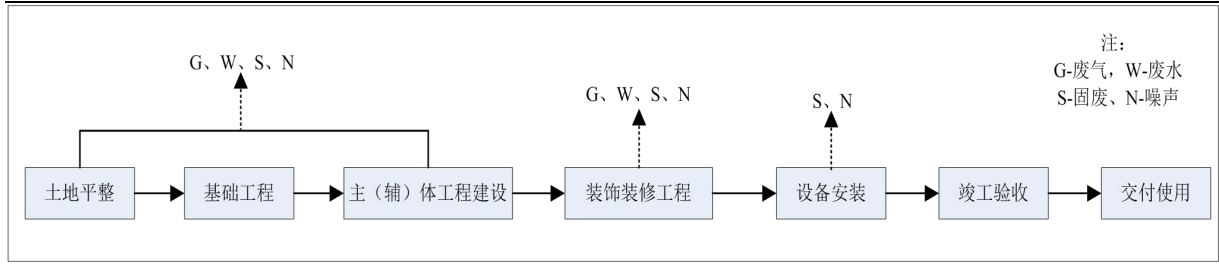 注：
G-废气，W-废水
S-固废、N-噪声
G、W、S、N
G、W、S、N
S、N
土地平整
基础工程
主（辅）体工程建设
装饰装修工程
设备安装
竣工验收
交付使用